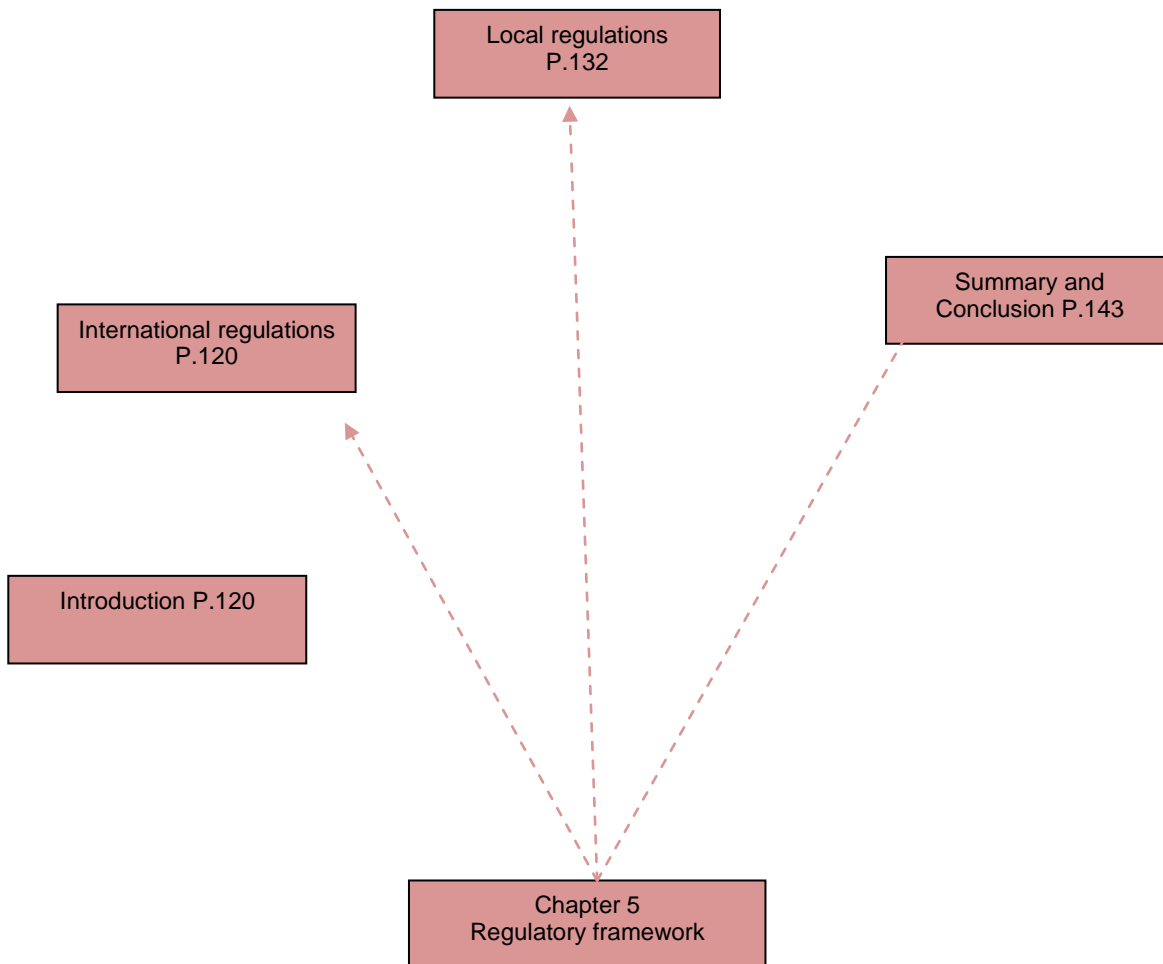 Local regulations
P.132
Summary and
Conclusion P.143
International regulations
P.120
Introduction P.120
Chapter 5
Regulatory framework